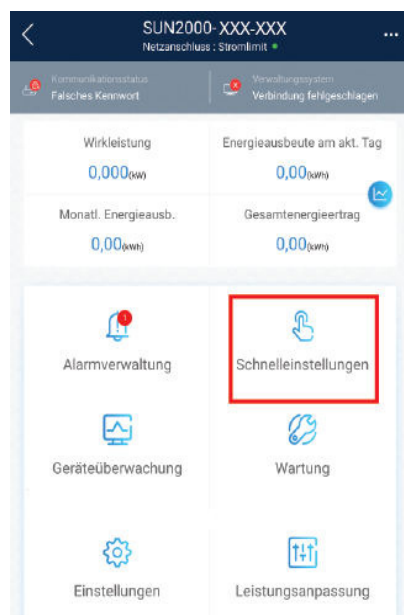 SUN2000-XXX-XXX
Netzanschluss : Stromlimit
Kommunikationsstatus
Falsches Kennwort
Verwaltungssystem
Verbindung fehlgeschlagen
Wirkleistung
0,000(kW)
Energieausbeute am akt. Tag
0,00(kWh)
Monatl. Energieausb.
0,00(kWh)
Gesamtenergieertrag
0,00(kWh)
1
Alarmverwaltung
Schnelleinstellungen
Geräteüberwachung
Wartung
Einstellungen
Leistungsanpassung